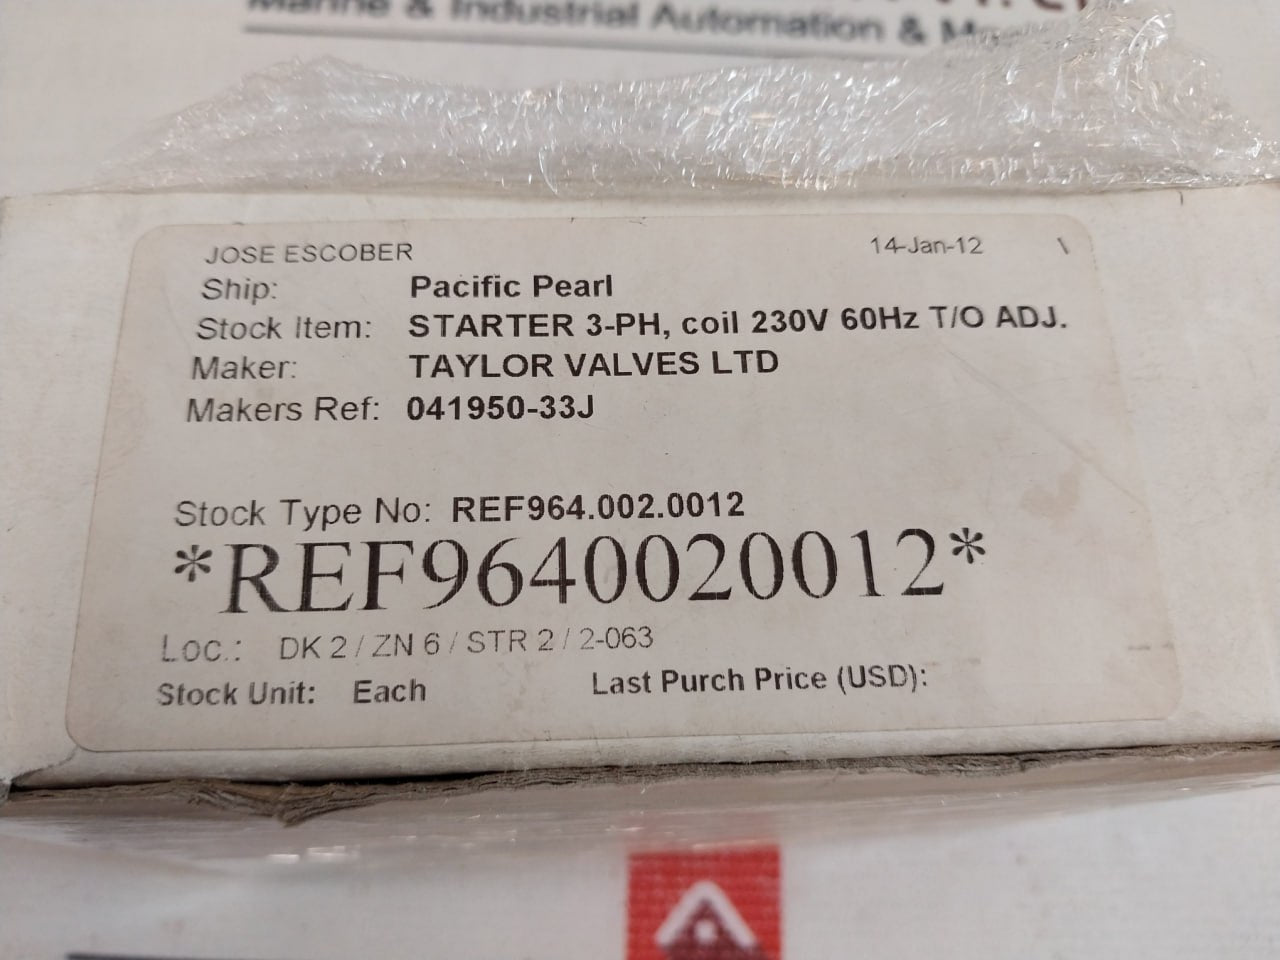 Marine & Industrial Automation &
JOSE ESCOBER 14-Jan-12 \
Ship: Pacific Pearl
Stock Item: STARTER 3-PH, coil 230V 60Hz T/O ADJ.
Maker: TAYLOR VALVES LTD
Makers Ref: 041950-33J
Stock Type No: REF964.002.0012
*REF9640020012*
Loc.: DK 2 / ZN 6 / STR 2 / 2-063
Stock Unit: Each Last Purch Price (USD):